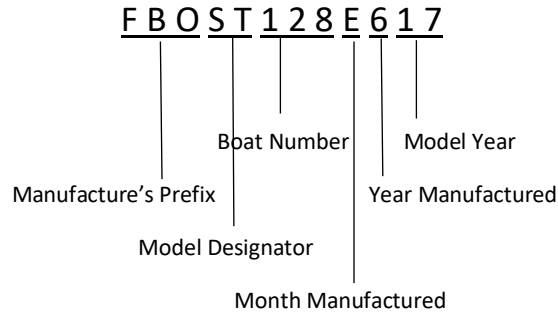 F B O S T 1 2 8 E 6 1 7
Boat Number
Model Year
Manufacture’s Prefix
Year Manufactured
Model Designator
Month Manufactured